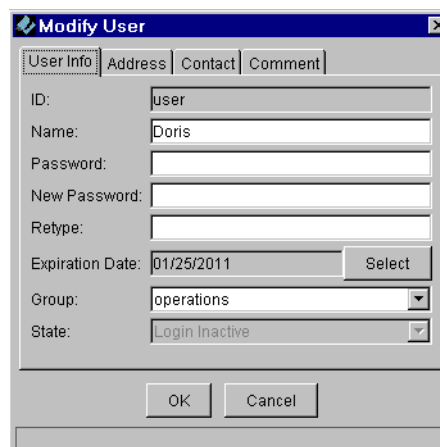 Modify User
User Info Address Contact Comment
ID: user
Name: Doris
Password:
New Password:
Retype:
Expiration Date: 01/25/2011 Select
Group: operations
State: Login Inactive
OK Cancel